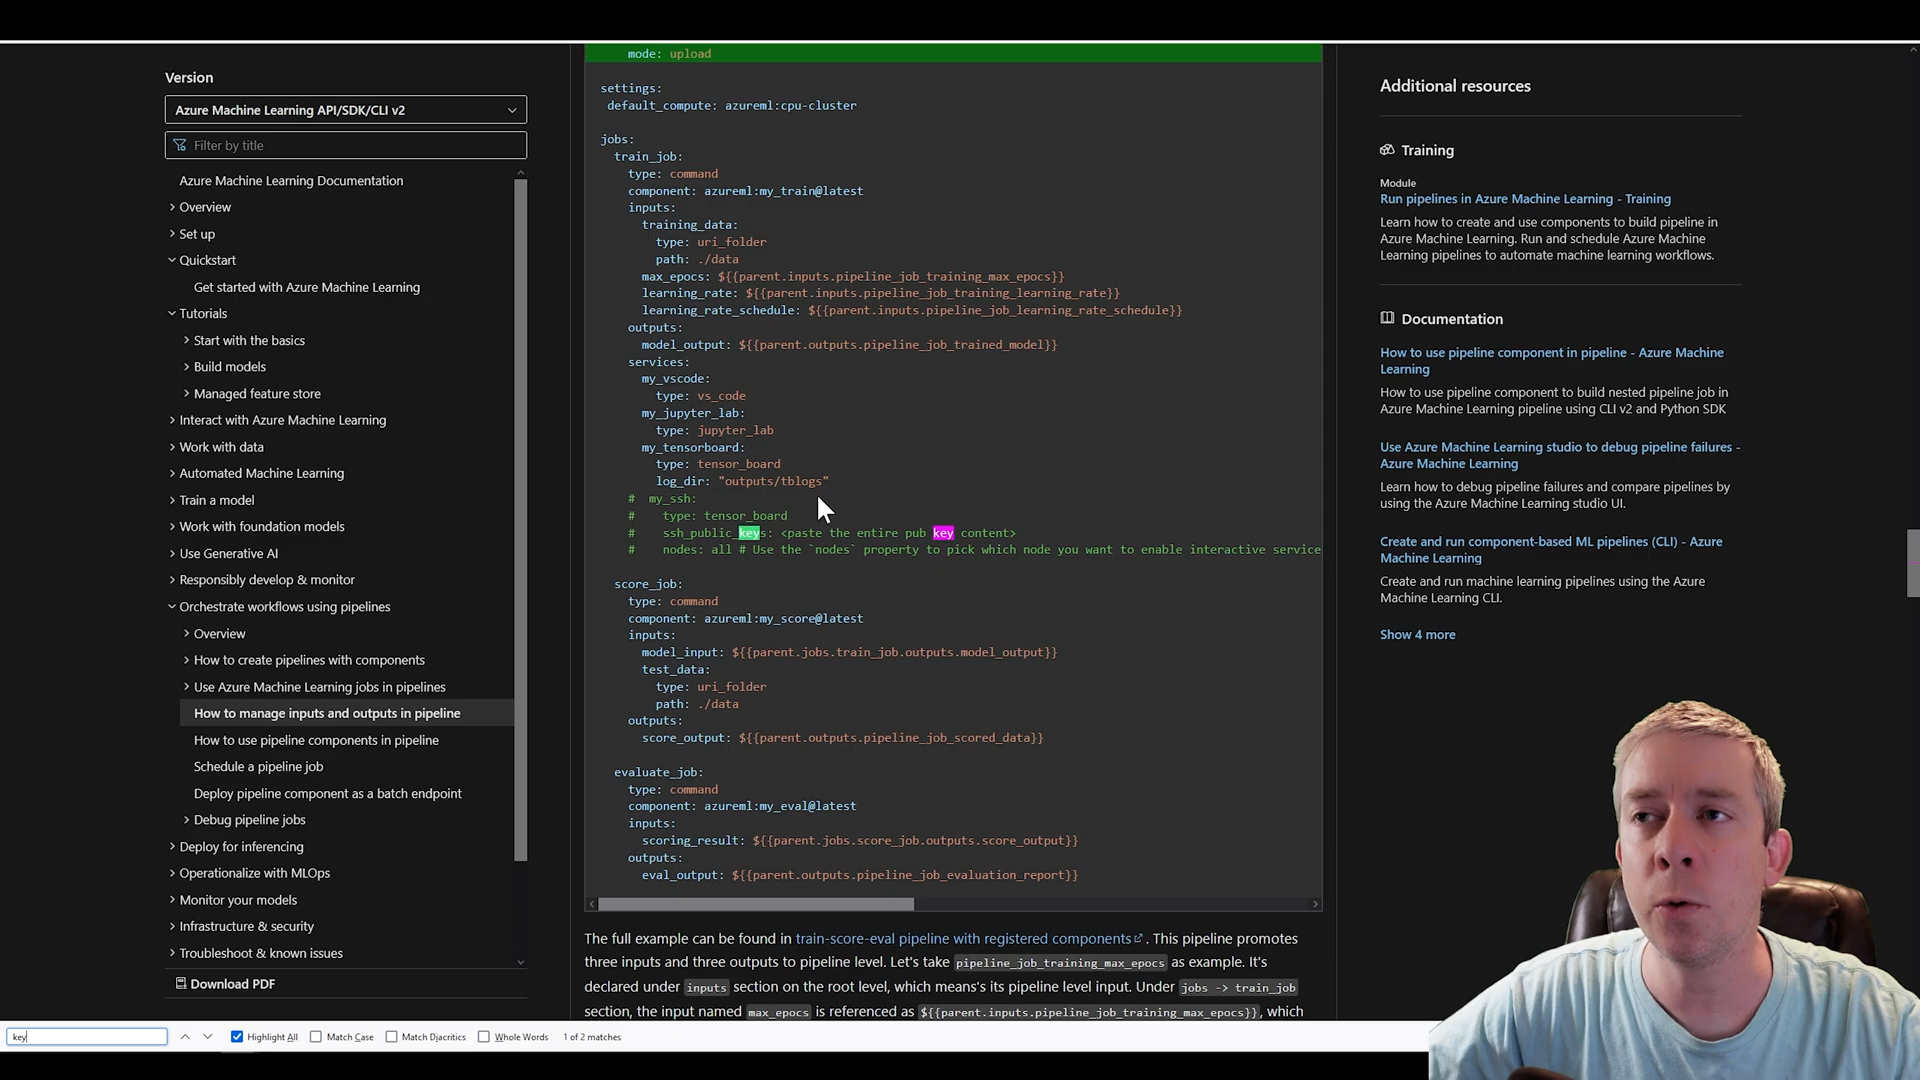 Version
Azure Machine Learning API/SDK/CLI v2
Filter by title
Azure Machine Learning Documentation
Overview
Set up
Quickstart
Get started with Azure Machine Learning
Tutorials
Start with the basics
Build models
Managed feature store
Interact with Azure Machine Learning
Work with data
Automated Machine Learning
Train a model
Work with foundation models
Use Generative AI
Responsibly develop & monitor
Orchestrate workflows using pipelines
Overview
How to create pipelines with components
Use Azure Machine Learning jobs in pipelines
How to manage inputs and outputs in pipeline
How to use pipeline components in pipeline
Schedule a pipeline job
Deploy pipeline component as a batch endpoint
Debug pipeline jobs
Deploy for inferencing
Operationalize with MLOps
Monitor your models
Infrastructure & security
Troubleshoot & known issues
Download PDF
mode: upload
settings:
default_compute: azureml:cpu-cluster
jobs:
train_job:
type: command
component: azureml:my_train@latest
inputs:
training_data:
type: uri_folder
path: ./data
max_epocs: ${{parent.inputs.pipeline_job_training_max_epocs}}
learning_rate: ${{parent.inputs.pipeline_job_training_learning_rate}}
learning_rate_schedule: ${{parent.inputs.pipeline_job_learning_rate_schedule}}
outputs:
model_output: ${{parent.outputs.pipeline_job_trained_model}}
services:
my_vscode:
type: vs_code
my_jupyter_lab:
type: jupyter_lab
my_tensorboard:
type: tensor_board
log_dir: "outputs/tblogs"
# my_ssh:
# type: tensor_board
# ssh_public_keys: <paste the entire pub key content>
# nodes: all # Use the `nodes` property to pick which node you want to enable interactive service
score_job:
type: command
component: azureml:my_score@latest
inputs:
model_input: ${{parent.jobs.train_job.outputs.model_output}}
test_data:
type: uri_folder
path: ./data
outputs:
score_output: ${{parent.outputs.pipeline_job_scored_data}}
evaluate_job:
type: command
component: azureml:my_eval@latest
inputs:
scoring_result: ${{parent.jobs.score_job.outputs.score_output}}
outputs:
eval_output: ${{parent.outputs.pipeline_job_evaluation_report}}
The full example can be found in train-score-eval pipeline with registered components. This pipeline promotes
three inputs and three outputs to pipeline level. Let's take pipeline_job_training_max_epocs as example. It's
declared under inputs section on the root level, which means's its pipeline level input. Under jobs -> train_job
section, the input named max_epocs is referenced as ${{parent.inputs.pipeline_job_training_max_epocs}}, which
Additional resources
Training
Module
Run pipelines in Azure Machine Learning - Training
Learn how to create and use components to build pipeline in
Azure Machine Learning. Run and schedule Azure Machine
Learning pipelines to automate machine learning workflows.
Documentation
How to use pipeline component in pipeline - Azure Machine
Learning
How to use pipeline component to build nested pipeline job in
Azure Machine Learning pipeline using CLI v2 and Python SDK
Use Azure Machine Learning studio to debug pipeline failures -
Azure Machine Learning
Learn how to debug pipeline failures and compare pipelines by
using the Azure Machine Learning studio UI.
Create and run component-based ML pipelines (CLI) - Azure
Machine Learning
Create and run machine learning pipelines using the Azure
Machine Learning CLI.
Show 4 more
key
Highlight All
Match Case
Match Diacritics
Whole Words
1 of 2 matches